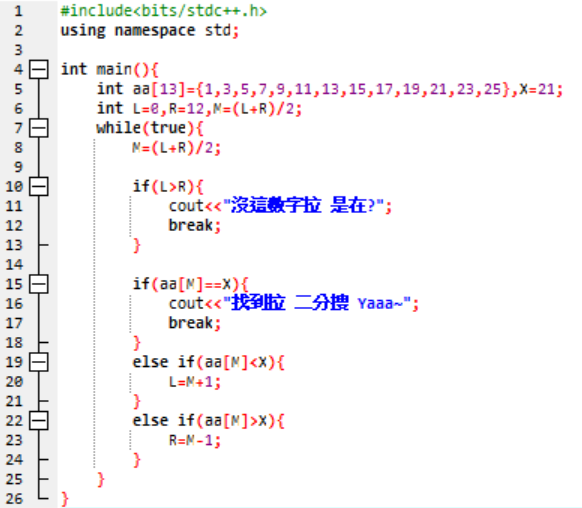 1 #include<bits/stdc++.h>
2 using namespace std;
3
4 int main(){
5 int aa[13]={1,3,5,7,9,11,13,15,17,19,21,23,25},X=21;
6 int L=0,R=12,M=(L+R)/2;
7 while(true){
8 M=(L+R)/2;
9
10 if(L>R){
11 cout<<"沒這數字拉 是在?";
12 break;
13 }
14
15 if(aa[M]==X){
16 cout<<"找到拉 二分搜 Yaaa~";
17 break;
18 }
19 else if(aa[M]<X){
20 L=M+1;
21 }
22 else if(aa[M]>X){
23 R=M-1;
24 }
25 }
26 }